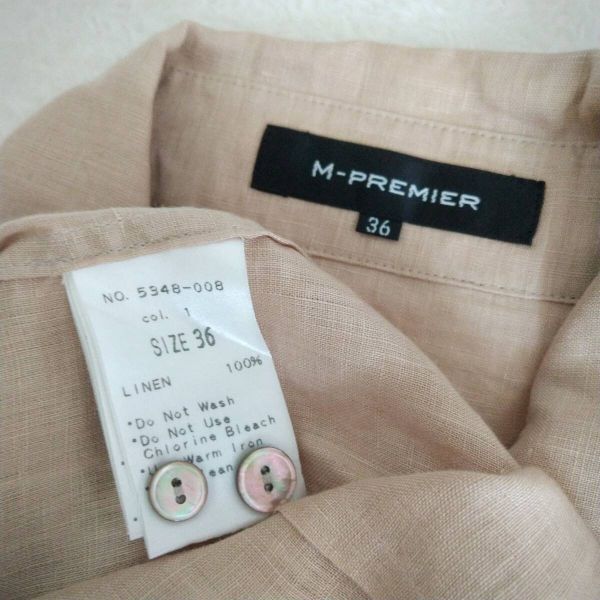 M-PREMIER
36
NO. 5348-008
col. 1
SIZE 36
LINEN 100%
•Do Not Wash
•Do Not Use
Chlorine Bleach
Warm Iron